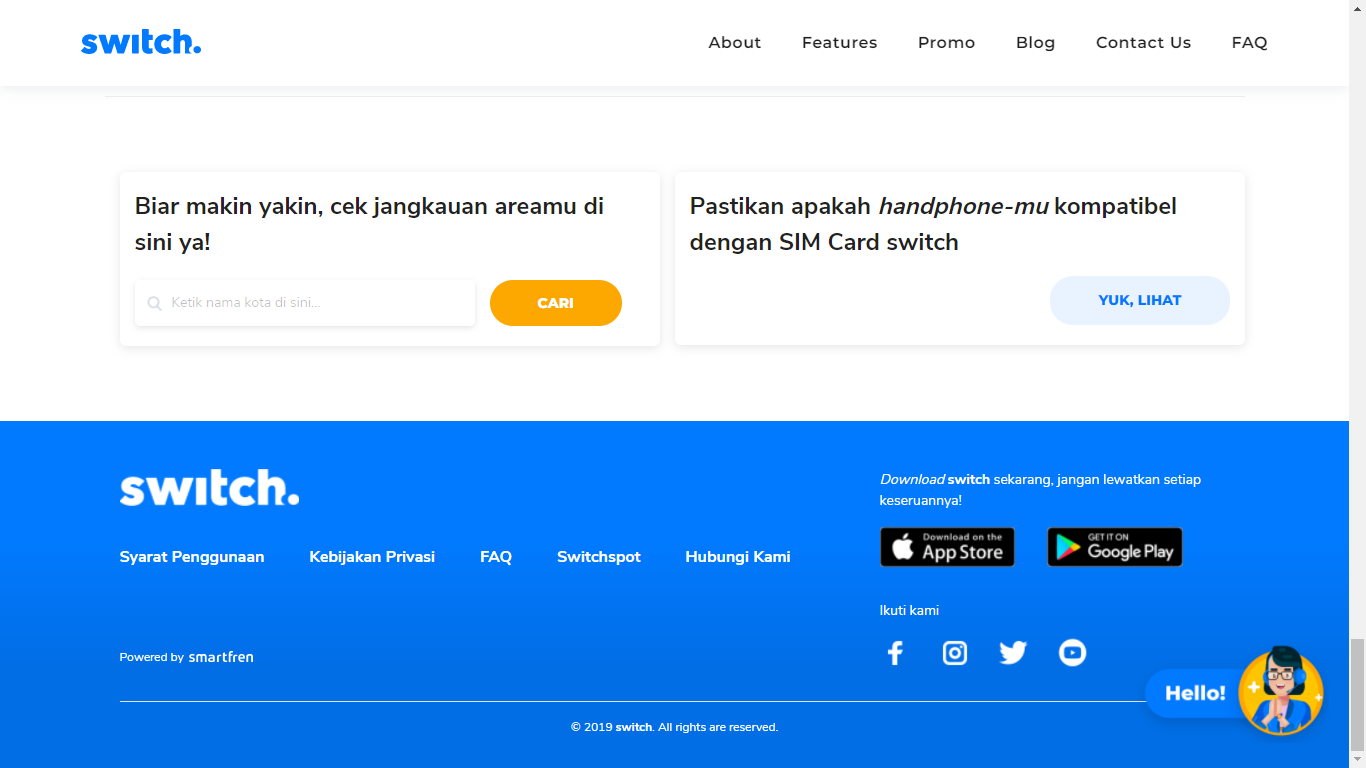 switch.
About Features Promo Blog Contact Us FAQ
Biar makin yakin, cek jangkauan areamu di
sini ya!
Ketik nama kota di sini...
CARI
Pastikan apakah handphone-mu kompatibel
dengan SIM Card switch
YUK, LIHAT
switch.
Syarat Penggunaan Kebijakan Privasi FAQ Switchspot Hubungi Kami
Powered by smartfren
Download switch sekarang, jangan lewatkan setiap
keseruannya!
Download on the
App Store
GET IT ON
Google Play
Ikuti kami
Hello!
© 2019 switch. All rights are reserved.